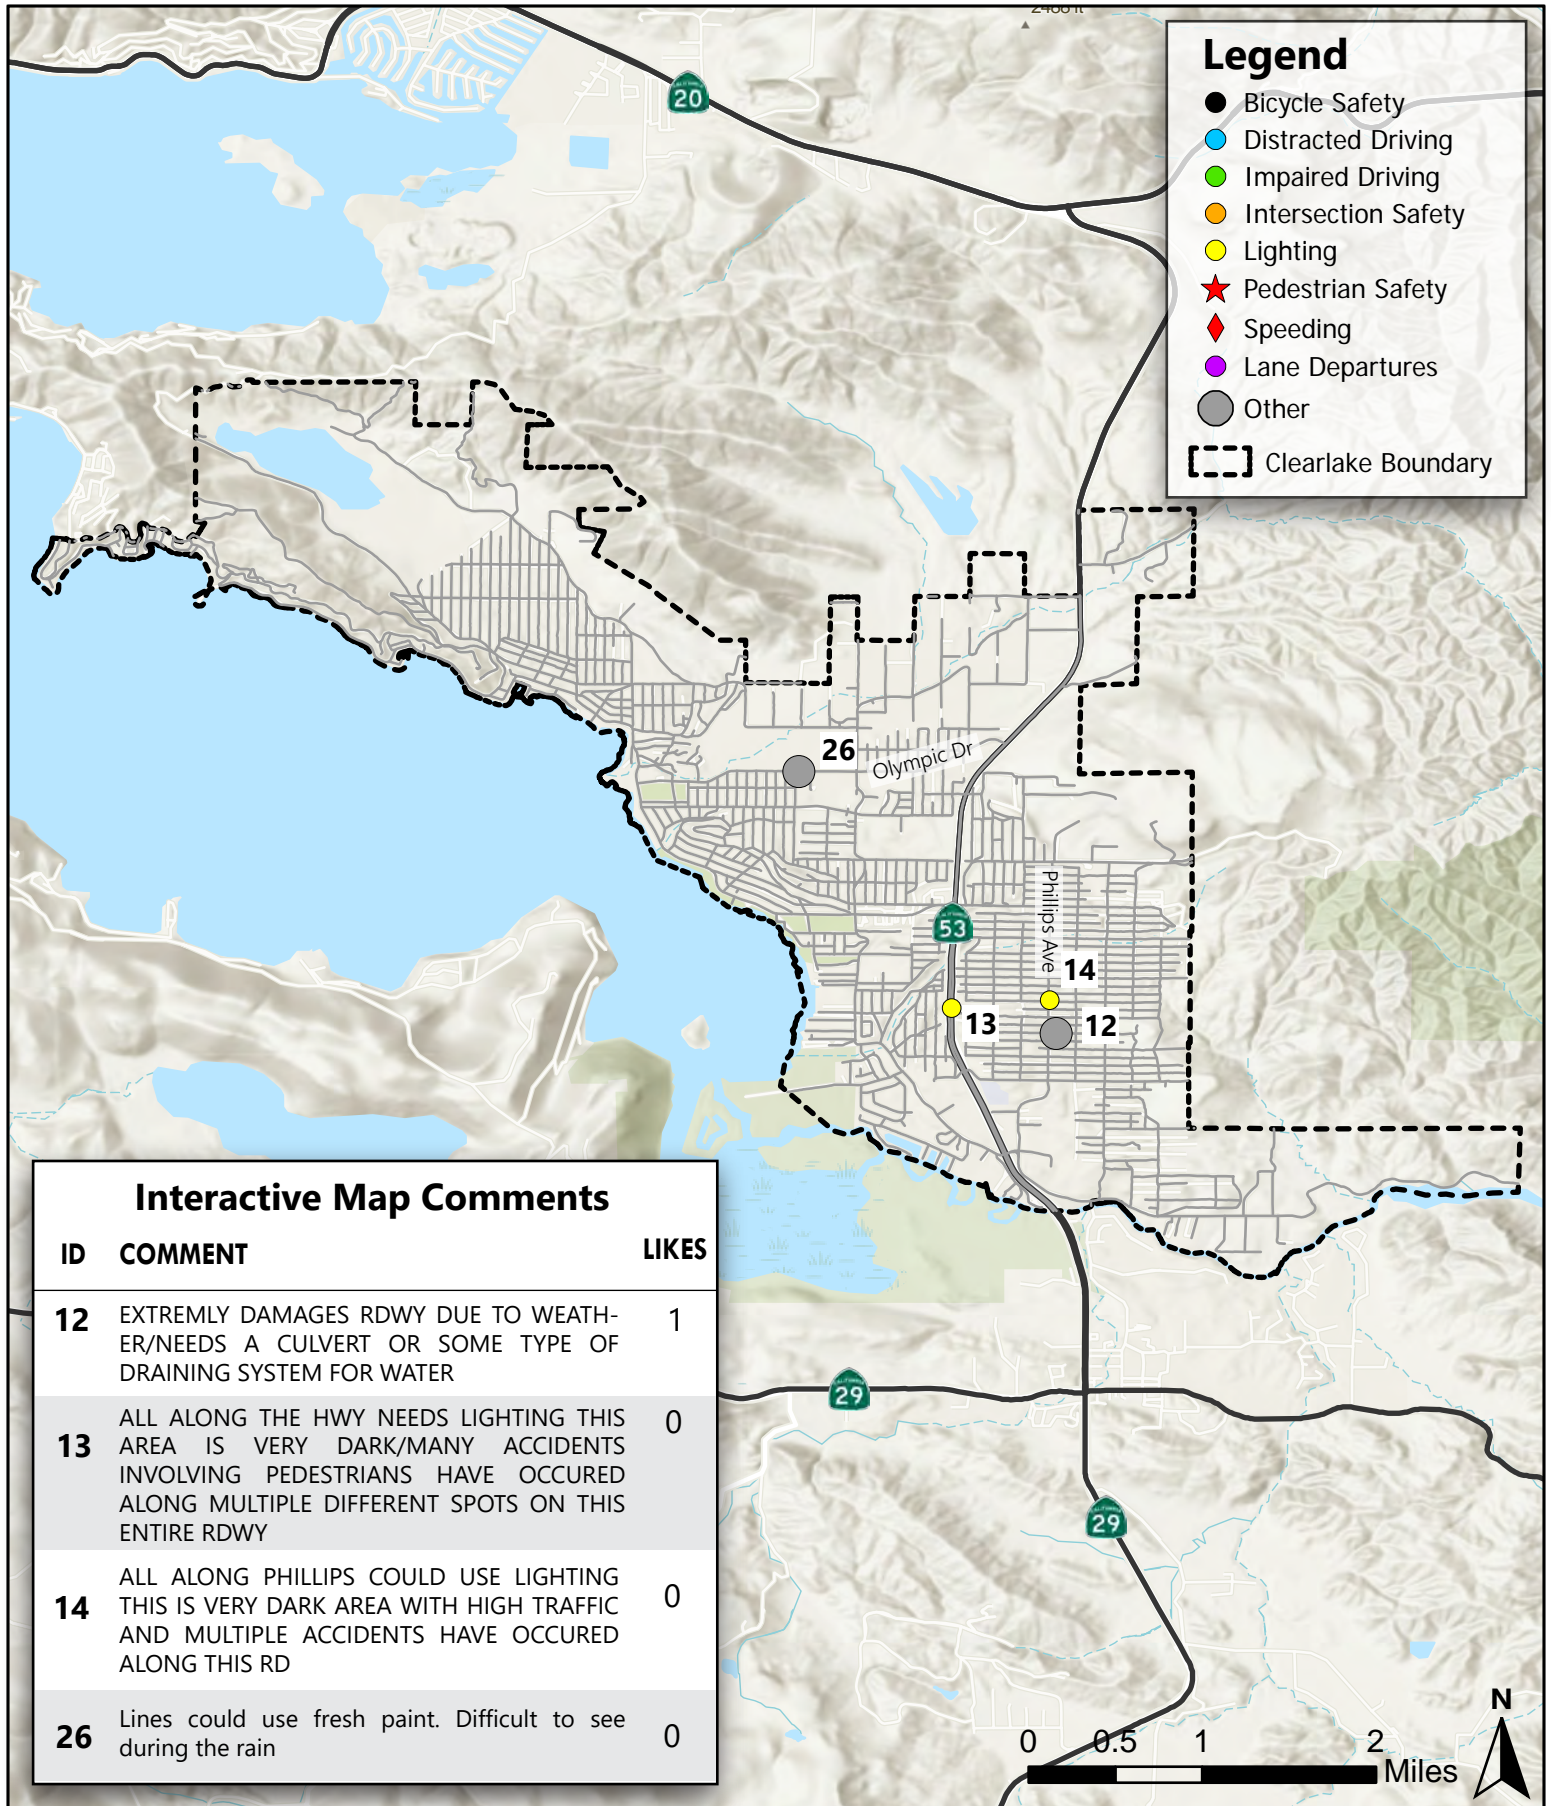 2488 ft
20
Legend
Bicycle Safety
Distracted Driving
Impaired Driving
Intersection Safety
Lighting
Pedestrian Safety
Speeding
Lane Departures
Other
Clearlake Boundary
26
Olympic Dr
53
Phillips Ave
14
13
12
Interactive Map Comments
ID COMMENT LIKES
12 EXTREMLY DAMAGES RDWY DUE TO WEATH- 1
ER/NEEDS A CULVERT OR SOME TYPE OF
DRAINING SYSTEM FOR WATER
13 ALL ALONG THE HWY NEEDS LIGHTING THIS 0
AREA IS VERY DARK/MANY ACCIDENTS
INVOLVING PEDESTRIANS HAVE OCCURED
ALONG MULTIPLE DIFFERENT SPOTS ON THIS
ENTIRE RDWY
14 ALL ALONG PHILLIPS COULD USE LIGHTING 0
THIS IS VERY DARK AREA WITH HIGH TRAFFIC
AND MULTIPLE ACCIDENTS HAVE OCCURED
ALONG THIS RD
26 Lines could use fresh paint. Difficult to see 0
during the rain
29
29
N
0 0.5 1 2
Miles